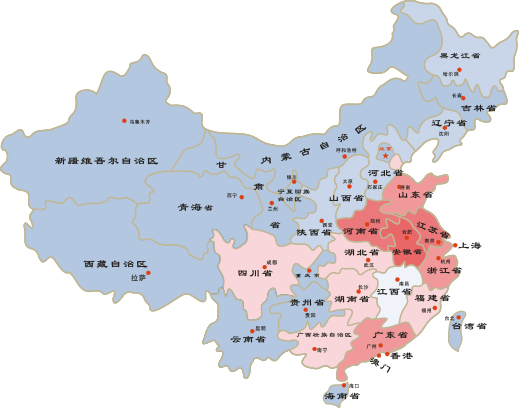 黑龙江省
哈尔滨
长春
吉林省
辽宁省
沈阳
内蒙古自治区
呼和浩特
北京
乌鲁木齐
新疆维吾尔自治区
甘肃省
银川
宁夏回族
自治区
兰州
西宁
青海省
太原
山西省
河北省
石家庄
济南
山东省
西安
陕西省
郑州
河南省
江苏省
南京
合肥
安徽省
上海
西藏自治区
拉萨
成都
四川省
重庆市
湖北省
武汉
杭州
浙江省
长沙
湖南省
南昌
江西省
福建省
福州
贵州省
贵阳
昆明
云南省
广西壮族自治区
南宁
广东省
广州
香港
澳门
台北
台湾省
海口
海南省